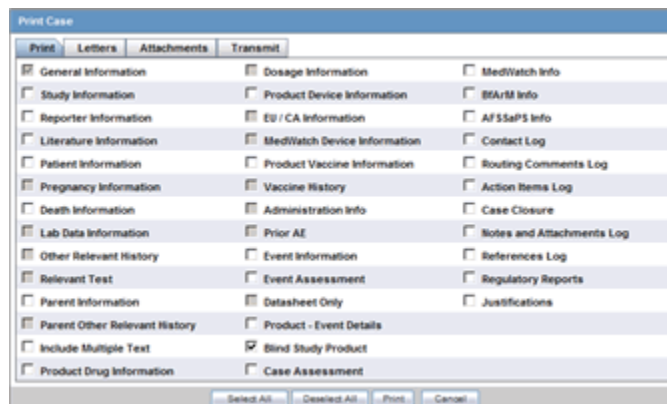 Print Case
Print Letters Attachments Transmit
General Information Dosage Information MedWatch Info
Study Information Product Device Information BfArM Info
Reporter Information EU / CA Information AFSSaPS Info
Literature Information MedWatch Device Information Contact Log
Patient Information Product Vaccine Information Routing Comments Log
Pregnancy Information Vaccine History Action Items Log
Death Information Administration Info Case Closure
Lab Data Information Prior AE Notes and Attachments Log
Other Relevant History Event Information References Log
Relevant Test Event Assessment Regulatory Reports
Parent Information Datasheet Only Justifications
Parent Other Relevant History Product - Event Details
Include Multiple Text Blind Study Product
Product Drug Information Case Assessment
Select All Deselect All Print Cancel